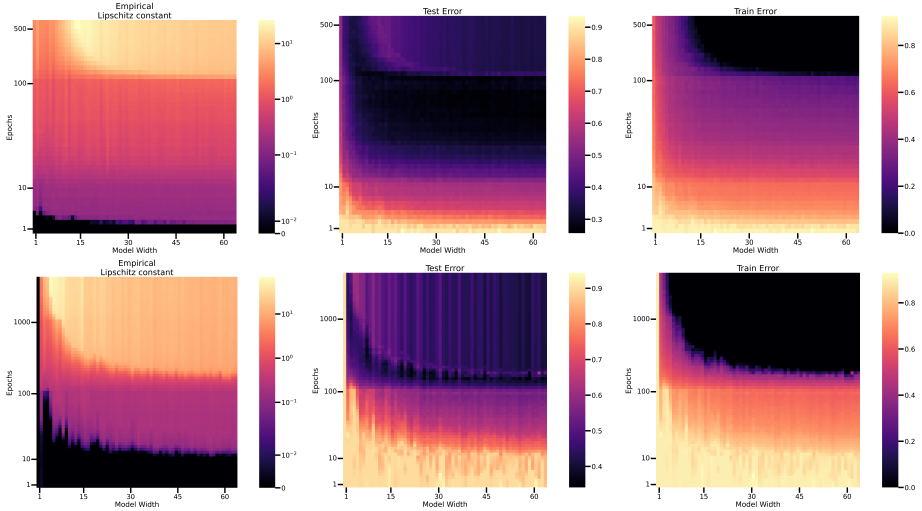 Empirical
Lipschitz constant
500
100
10
1
Epochs
1 15 30 45 60
Model Width
10¹
10⁰
10⁻¹
10⁻²
0
Test Error
500
100
10
1
Epochs
1 15 30 45 60
Model Width
0.9
0.8
0.7
0.6
0.5
0.4
0.3
Train Error
500
100
10
1
Epochs
1 15 30 45 60
Model Width
0.8
0.6
0.4
0.2
0.0
Empirical
Lipschitz constant
1000
100
10
1
Epochs
1 15 30 45 60
Model Width
10¹
10⁰
10⁻¹
10⁻²
0
Test Error
1000
100
10
1
Epochs
1 15 30 45 60
Model Width
0.9
0.8
0.7
0.6
0.5
0.4
Train Error
1000
100
10
1
Epochs
1 15 30 45 60
Model Width
0.8
0.6
0.4
0.2
0.0